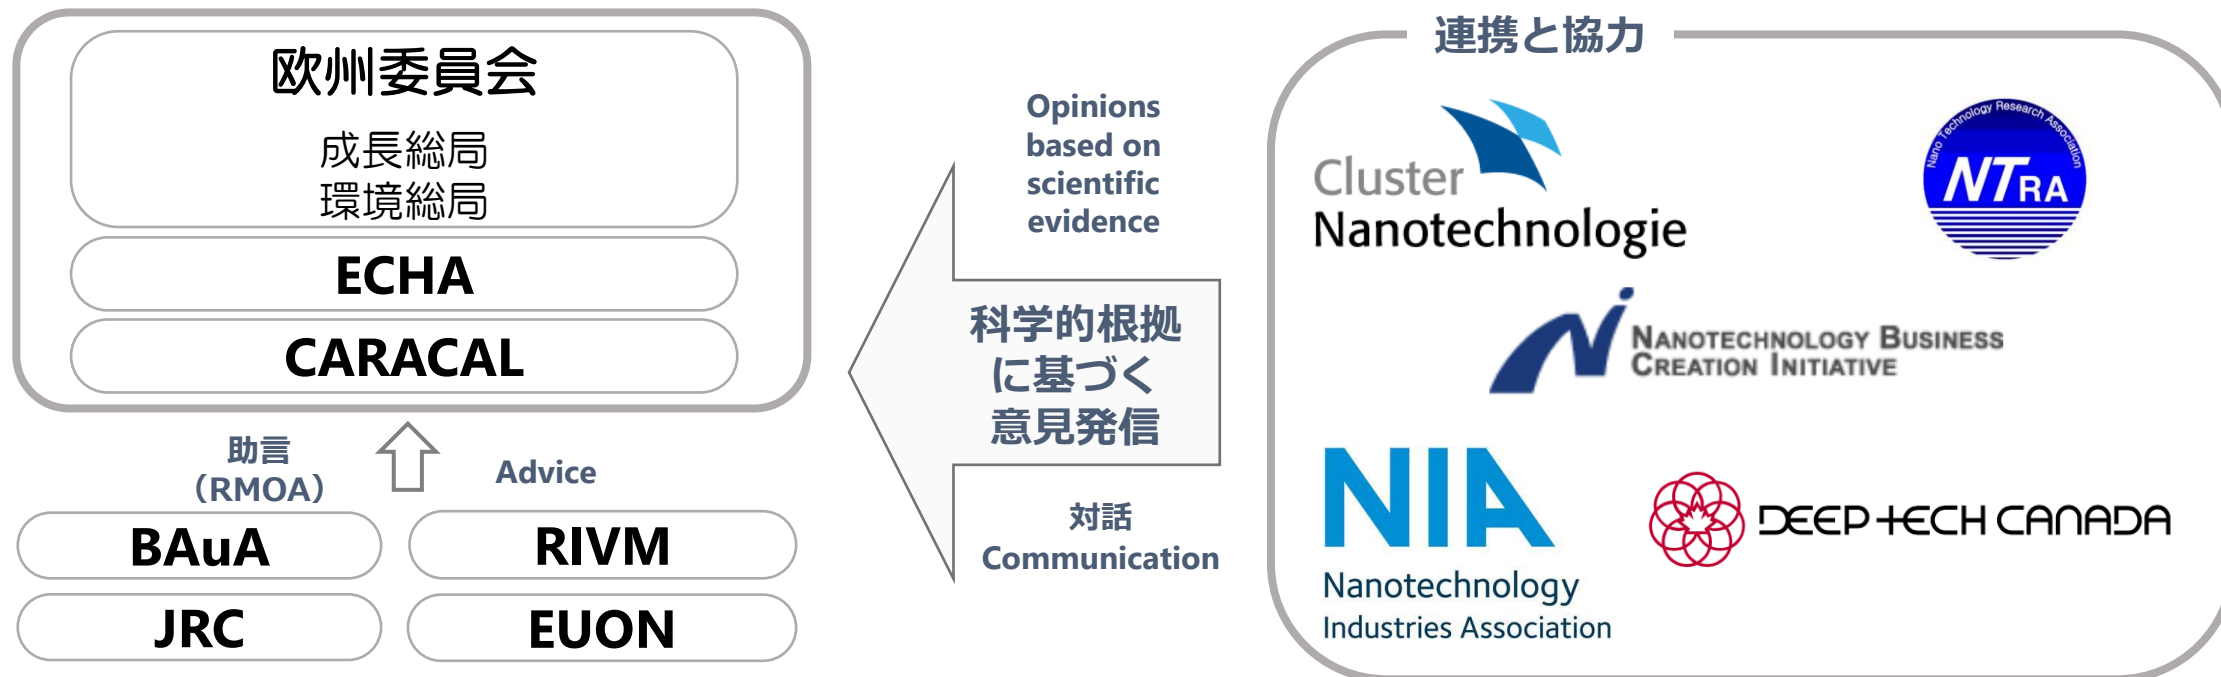 欧州委員会
成長総局
環境総局
ECHA
CARACAL
助言
（RMOA）
Advice
BAuA
RIVM
JRC
EUON
Opinions
based on
scientific
evidence
科学的根拠
に基づく
意見発信
対話
Communication
連携と協力
Cluster
Nanotechnologie
Nano Technology Research Association
NTRA
NANOTECHNOLOGY BUSINESS
CREATION INITIATIVE
NIA
Nanotechnology
Industries Association
DEEP TECH CANADA